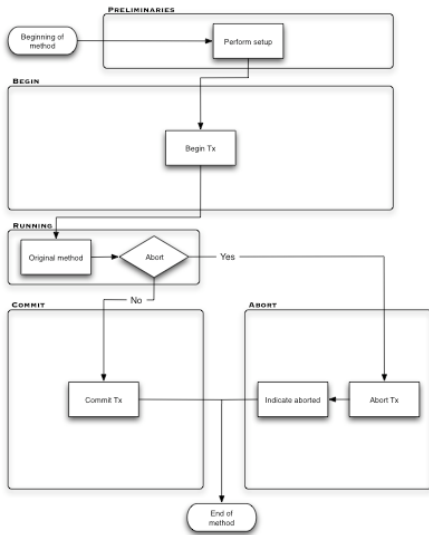 PRELIMINARIES
Beginning of
method
Perform setup
BEGIN
Begin Tx
RUNNING
Original method
Abort
Yes
No
COMMIT
ABORT
Commit Tx
Indicate aborted
Abort Tx
End of
method